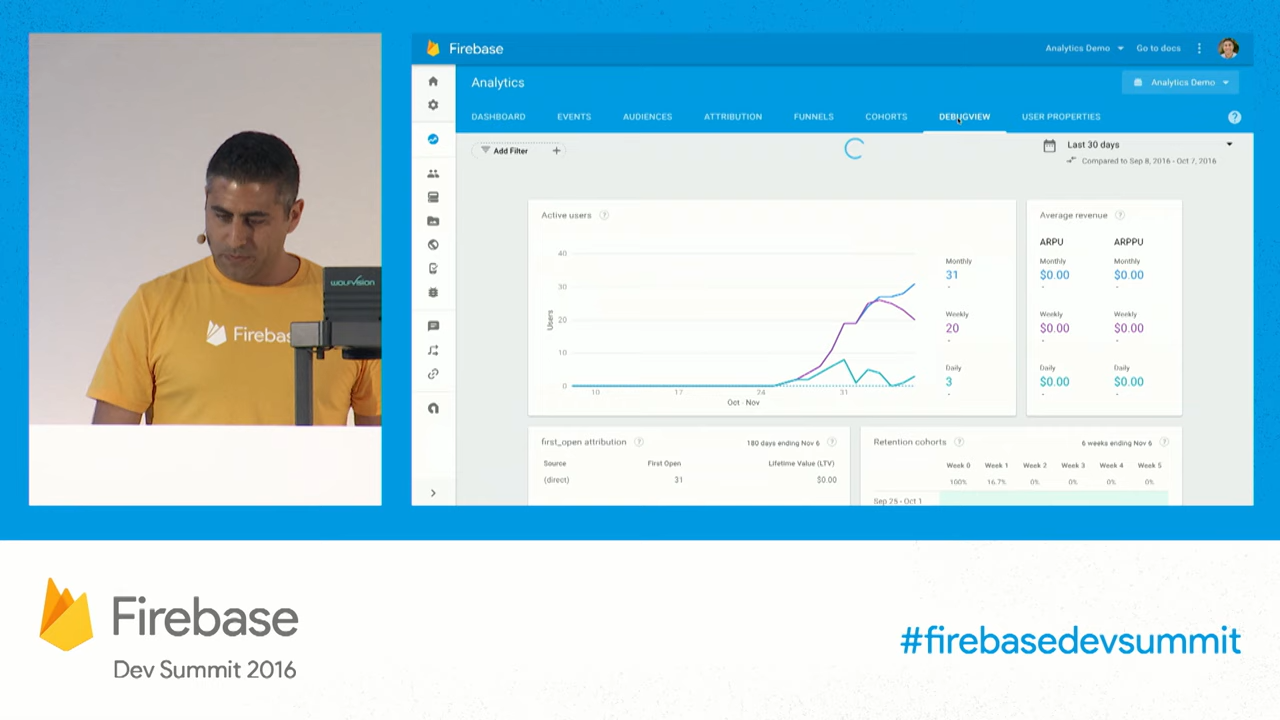 WOLFVISION
Firebas
Firebase
Analytics Demo
Go to docs
Analytics
Analytics Demo
DASHBOARD
EVENTS
AUDIENCES
ATTRIBUTION
FUNNELS
COHORTS
DEBUGVIEW
USER PROPERTIES
?
Add Filter +
Last 30 days
Compared to Sep 8, 2016 - Oct 7, 2016
Active users ?
40
30
20
10
0
Users
10
17
24
31
Oct - Nov
Monthly
31
-
Weekly
20
-
Daily
3
-
Average revenue ?
ARPU ARPPU
Monthly Monthly
$0.00 $0.00
- -
Weekly Weekly
$0.00 $0.00
- -
Daily Daily
$0.00 $0.00
- -
first_open attribution ? 180 days ending Nov 6 ?
Source First Open Lifetime Value (LTV)
(direct) 31 $0.00
Retention cohorts ? 6 weeks ending Nov 6 ?
Week 0 Week 1 Week 2 Week 3 Week 4 Week 5
100% 16.7% 0% 0% 0% 0%
Sep 25 - Oct 1
Firebase
Dev Summit 2016
#firebasedevsummit